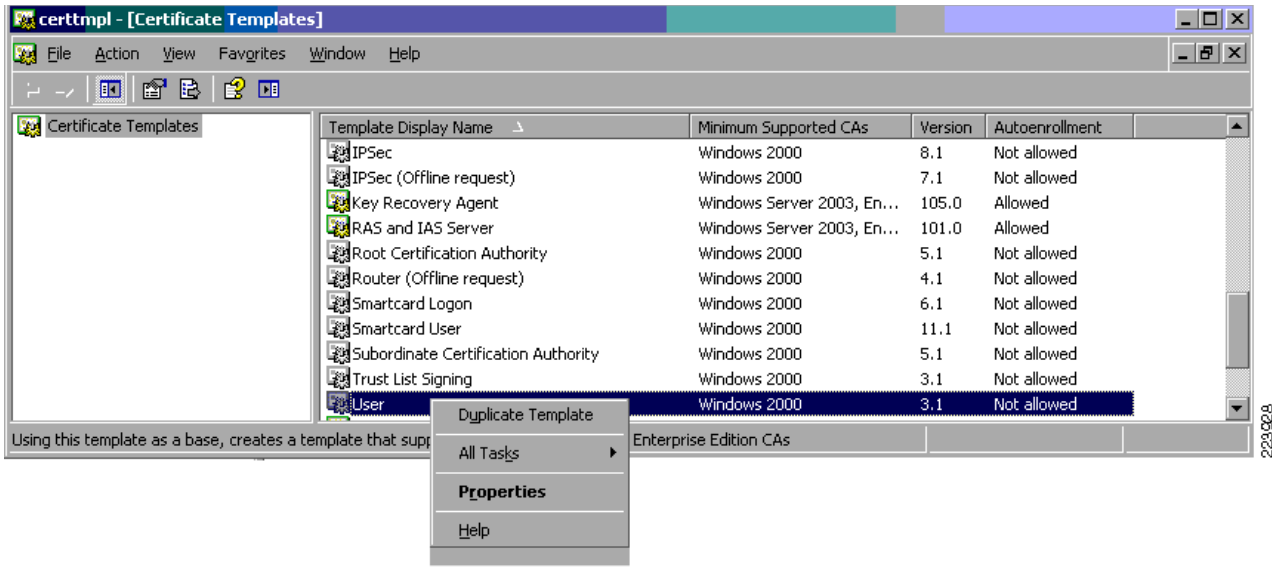 certtmpl - [Certificate Templates]
File Action View Favorites Window Help
Certificate Templates
Template Display Name Minimum Supported CAs Version Autoenrollment
IPSec Windows 2000 8.1 Not allowed
IPSec (Offline request) Windows 2000 7.1 Not allowed
Key Recovery Agent Windows Server 2003, En... 105.0 Allowed
RAS and IAS Server Windows Server 2003, En... 101.0 Allowed
Root Certification Authority Windows 2000 5.1 Not allowed
Router (Offline request) Windows 2000 4.1 Not allowed
Smartcard Logon Windows 2000 6.1 Not allowed
Smartcard User Windows 2000 11.1 Not allowed
Subordinate Certification Authority Windows 2000 5.1 Not allowed
Trust List Signing Windows 2000 3.1 Not allowed
User Windows 2000 3.1 Not allowed
Duplicate Template
All Tasks
Properties
Help
Using this template as a base, creates a template that supp Enterprise Edition CAs
223928